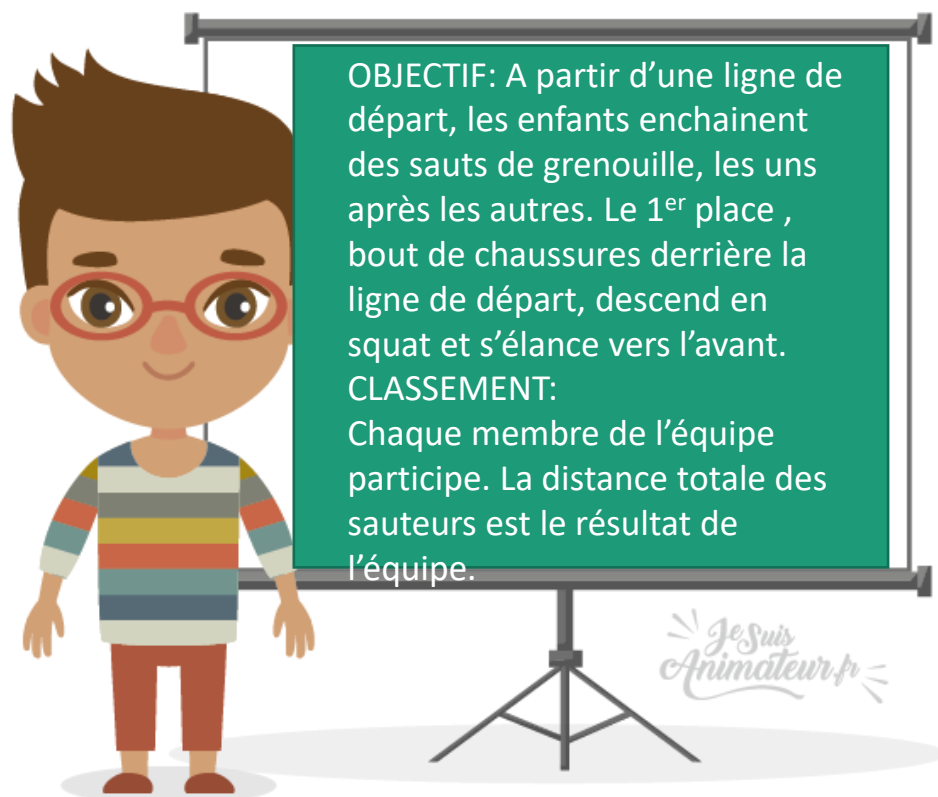 OBJECTIF: A partir d’une ligne de
départ, les enfants enchainent
des sauts de grenouille, les uns
après les autres. Le 1er place ,
bout de chaussures derrière la
ligne de départ, descend en
squat et s’élance vers l’avant.
CLASSEMENT:
Chaque membre de l’équipe
participe. La distance totale des
sauteurs est le résultat de
l’équipe.
Je Suis
Animateur.fr